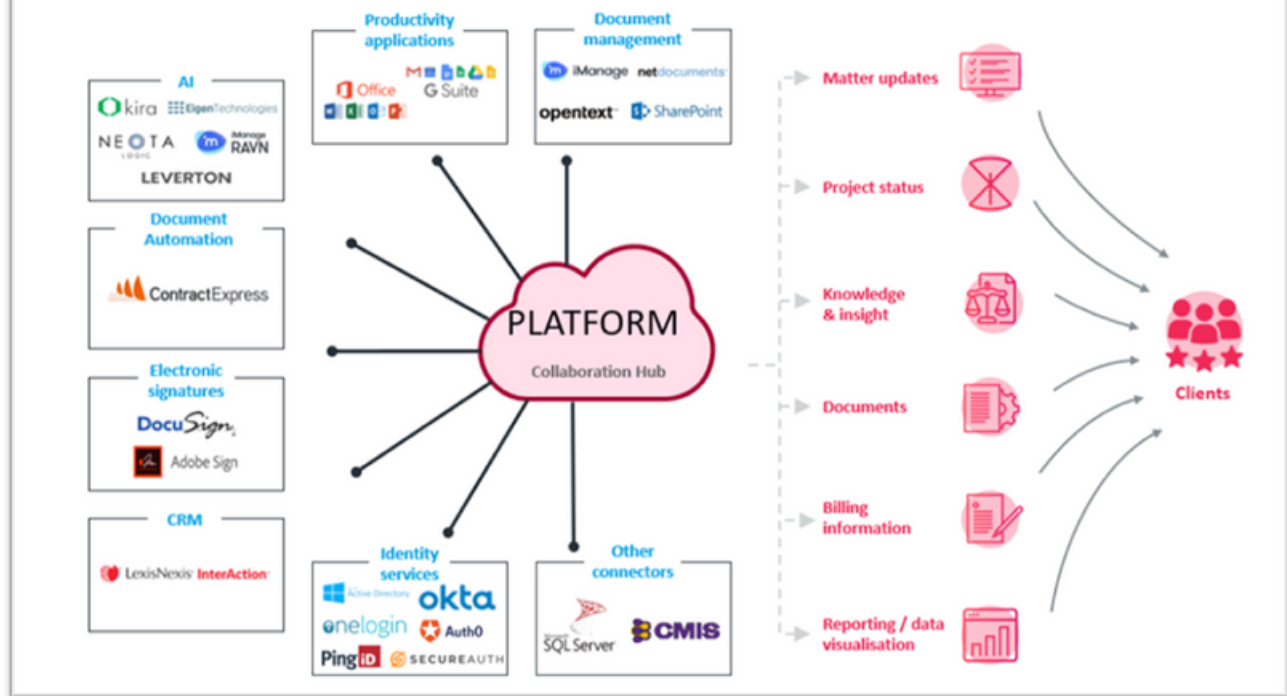 AI
kira
EigenTechnologies
NEOTA
LOGIC
iManage
RAVN
LEVERTON
Document
Automation
ContractExpress
Electronic
signatures
DocuSign
Adobe Sign
CRM
LexisNexis InterAction
Productivity
applications
Office
G Suite
Document
management
iManage
netdocuments
opentext
SharePoint
PLATFORM
Collaboration Hub
Identity
services
Active Directory
okta
onelogin
Auth0
Ping iD
SECUREAUTH
Other
connectors
SQL Server
CMIS
Matter updates
Project status
Knowledge
& insight
Documents
Billing
information
Reporting / data
visualisation
Clients